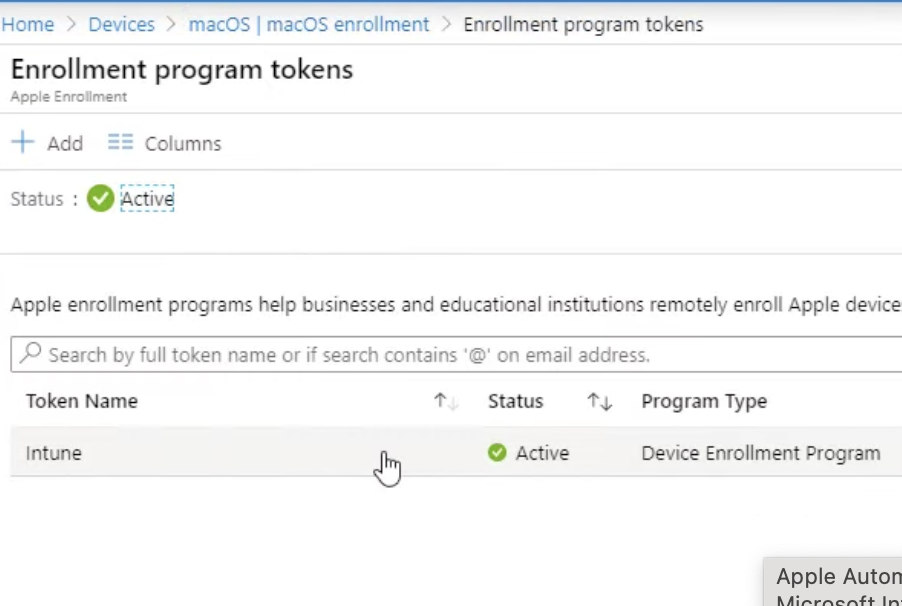 Home > Devices > macOS | macOS enrollment > Enrollment program tokens
Enrollment program tokens
Apple Enrollment
+ Add Columns
Status : Active
Apple enrollment programs help businesses and educational institutions remotely enroll Apple device
Search by full token name or if search contains '@' on email address.
Token Name ↑↓ Status ↑↓ Program Type
Intune Active Device Enrollment Program
Apple Autom
Microsoft Int